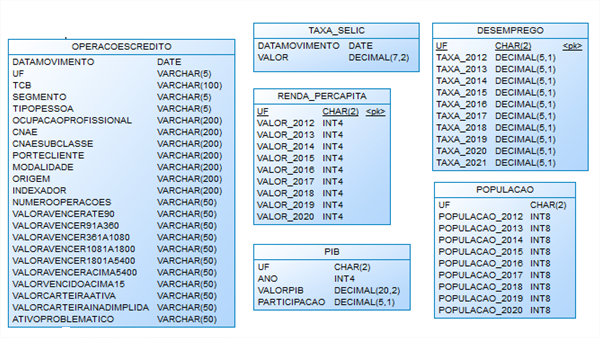 OPERACOESCREDITO
DATAMOVIMENTO DATE
UF VARCHAR(5)
TCB VARCHAR(100)
SEGMENTO VARCHAR(5)
TIPOPESSOA VARCHAR(5)
OCUPACAOPROFISSIONAL VARCHAR(200)
CNAE VARCHAR(200)
CNAESUBCLASSE VARCHAR(200)
PORTECLIENTE VARCHAR(200)
MODALIDADE VARCHAR(200)
ORIGEM VARCHAR(200)
INDEXADOR VARCHAR(200)
NUMEROOPERACOES VARCHAR(50)
VALORAVENCERATE90 VARCHAR(50)
VALORAVENCER91A360 VARCHAR(50)
VALORAVENCER361A1080 VARCHAR(50)
VALORAVENCER1081A1800 VARCHAR(50)
VALORAVENCER1801A5400 VARCHAR(50)
VALORAVENCERACIMA5400 VARCHAR(50)
VALORVENCIDOACIMA15 VARCHAR(50)
VALORCARTEIRAATIVA VARCHAR(50)
VALORCARTEIRAINADIMPLIDA VARCHAR(50)
ATIVOPROBLEMATICO VARCHAR(50)
TAXA_SELIC
DATAMOVIMENTO DATE
VALOR DECIMAL(7,2)
RENDA_PERCAPITA
UF CHAR(2) <pk>
VALOR_2012 INT4
VALOR_2013 INT4
VALOR_2014 INT4
VALOR_2015 INT4
VALOR_2016 INT4
VALOR_2017 INT4
VALOR_2018 INT4
VALOR_2019 INT4
VALOR_2020 INT4
PIB
UF CHAR(2)
ANO INT4
VALORPIB DECIMAL(20,2)
PARTICIPACAO DECIMAL(5,1)
DESEMPREGO
UF CHAR(2) <pk>
TAXA_2012 DECIMAL(5,1)
TAXA_2013 DECIMAL(5,1)
TAXA_2014 DECIMAL(5,1)
TAXA_2015 DECIMAL(5,1)
TAXA_2016 DECIMAL(5,1)
TAXA_2017 DECIMAL(5,1)
TAXA_2018 DECIMAL(5,1)
TAXA_2019 DECIMAL(5,1)
TAXA_2020 DECIMAL(5,1)
TAXA_2021 DECIMAL(5,1)
POPULACAO
UF CHAR(2)
POPULACAO_2012 INT8
POPULACAO_2013 INT8
POPULACAO_2014 INT8
POPULACAO_2015 INT8
POPULACAO_2016 INT8
POPULACAO_2017 INT8
POPULACAO_2018 INT8
POPULACAO_2019 INT8
POPULACAO_2020 INT8